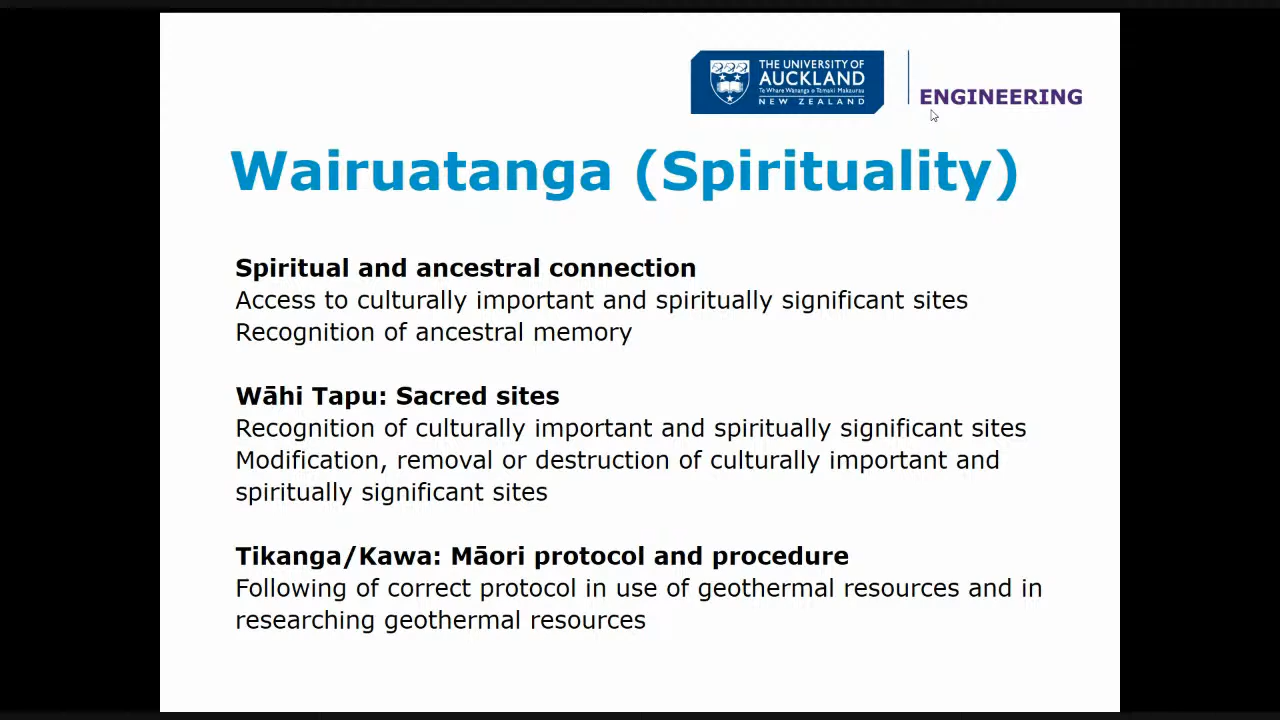 THE UNIVERSITY OF
AUCKLAND
Te Whare Wānanga o Tāmaki Makaurau
NEW ZEALAND
ENGINEERING
Wairuatanga (Spirituality)
Spiritual and ancestral connection
Access to culturally important and spiritually significant sites
Recognition of ancestral memory
Wāhi Tapu: Sacred sites
Recognition of culturally important and spiritually significant sites
Modification, removal or destruction of culturally important and
spiritually significant sites
Tikanga/Kawa: Māori protocol and procedure
Following of correct protocol in use of geothermal resources and in
researching geothermal resources